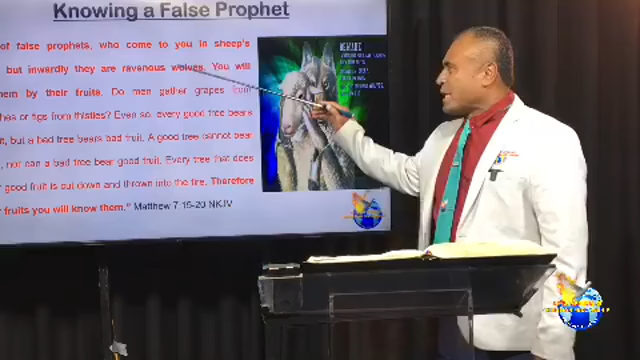 Knowing a False Prophet
of false prophets, who come to you in sheep's
but inwardly they are ravenous wolves. You will
em by their fruits. Do men gather grapes from
hes or figs from thistles? Even so, every good tree bears
but a bad tree bears bad fruit. A good tree cannot bear
, nor can a bad tree bear good fruit. Every tree that does
good fruit is cut down and thrown into the fire. Therefore
fruits you will know them." Matthew 7:15-20 NKJV
BEWARE